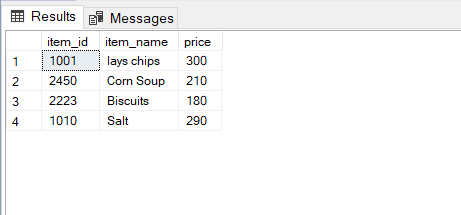 Results Messages
item_id item_name price
1 1001 lays chips 300
2 2450 Corn Soup 210
3 2223 Biscuits 180
4 1010 Salt 290